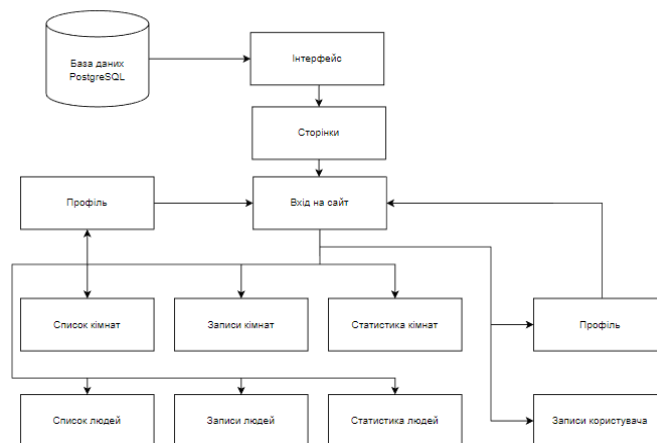 База даних
PostgreSQL
Інтерфейс
Сторінки
Профіль
Вхід на сайт
Список кімнат
Записи кімнат
Статистика кімнат
Профіль
Список людей
Записи людей
Статистика людей
Записи користувача